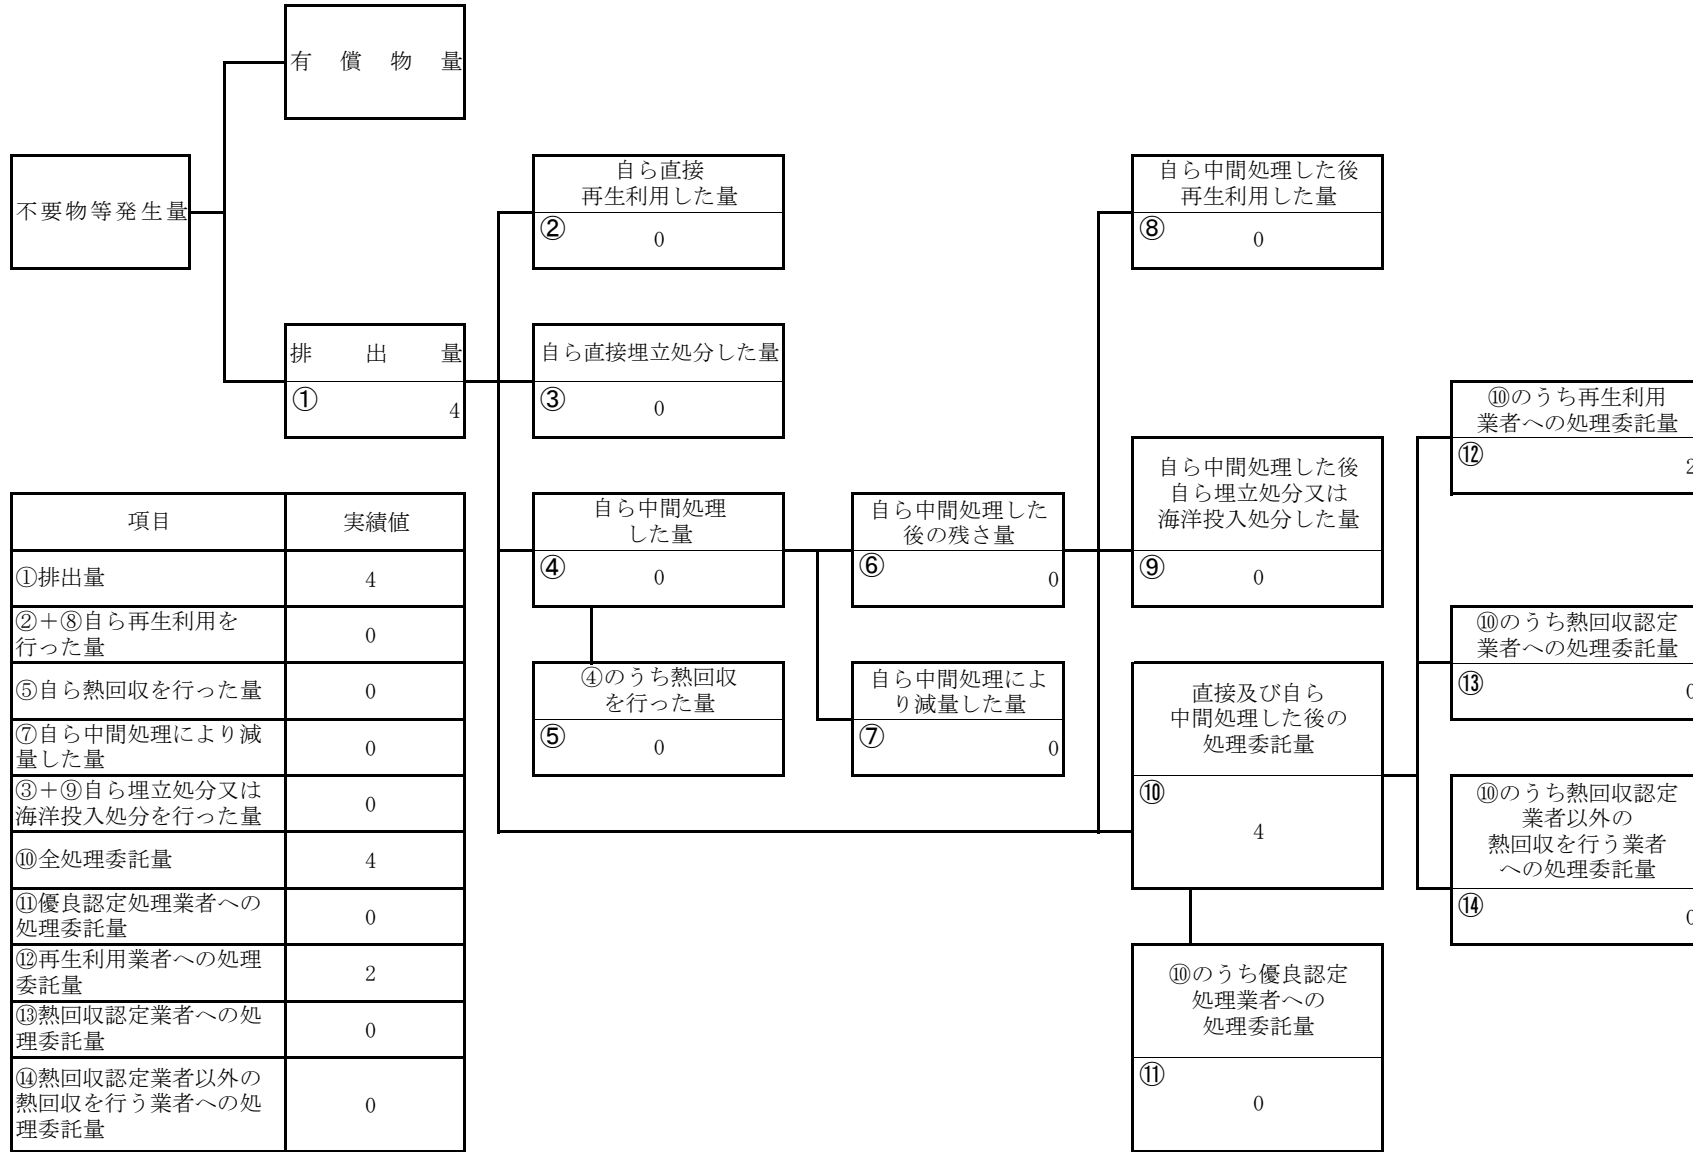 有償物量
不要物等発生量
排出量
①
4
自ら直接
再生利用した量
②
0
自ら直接埋立処分した量
③
0
自ら中間処理
した量
④
0
④のうち熱回収
を行った量
⑤
0
自ら中間処理した
後の残さ量
⑥
0
自ら中間処理によ
り減量した量
⑦
0
自ら中間処理した後
再生利用した量
⑧
0
自ら中間処理した後
自ら埋立処分又は
海洋投入処分した量
⑨
0
直接及び自ら
中間処理した後の
処理委託量
⑩
4
⑩のうち優良認定
処理業者への
処理委託量
⑪
0
⑩のうち再生利用
業者への処理委託量
⑫
2
⑩のうち熱回収認定
業者への処理委託量
⑬
0
⑩のうち熱回収認定
業者以外の
熱回収を行う業者
への処理委託量
⑭
0
項目 実績値
①排出量 4
②＋⑧自ら再生利用を
行った量 0
⑤自ら熱回収を行った量 0
⑦自ら中間処理により減
量した量 0
③＋⑨自ら埋立処分又は
海洋投入処分を行った量 0
⑩全処理委託量 4
⑪優良認定処理業者への
処理委託量 0
⑫再生利用業者への処理
委託量 2
⑬熱回収認定業者への処
理委託量 0
⑭熱回収認定業者以外の
熱回収を行う業者への処
理委託量 0